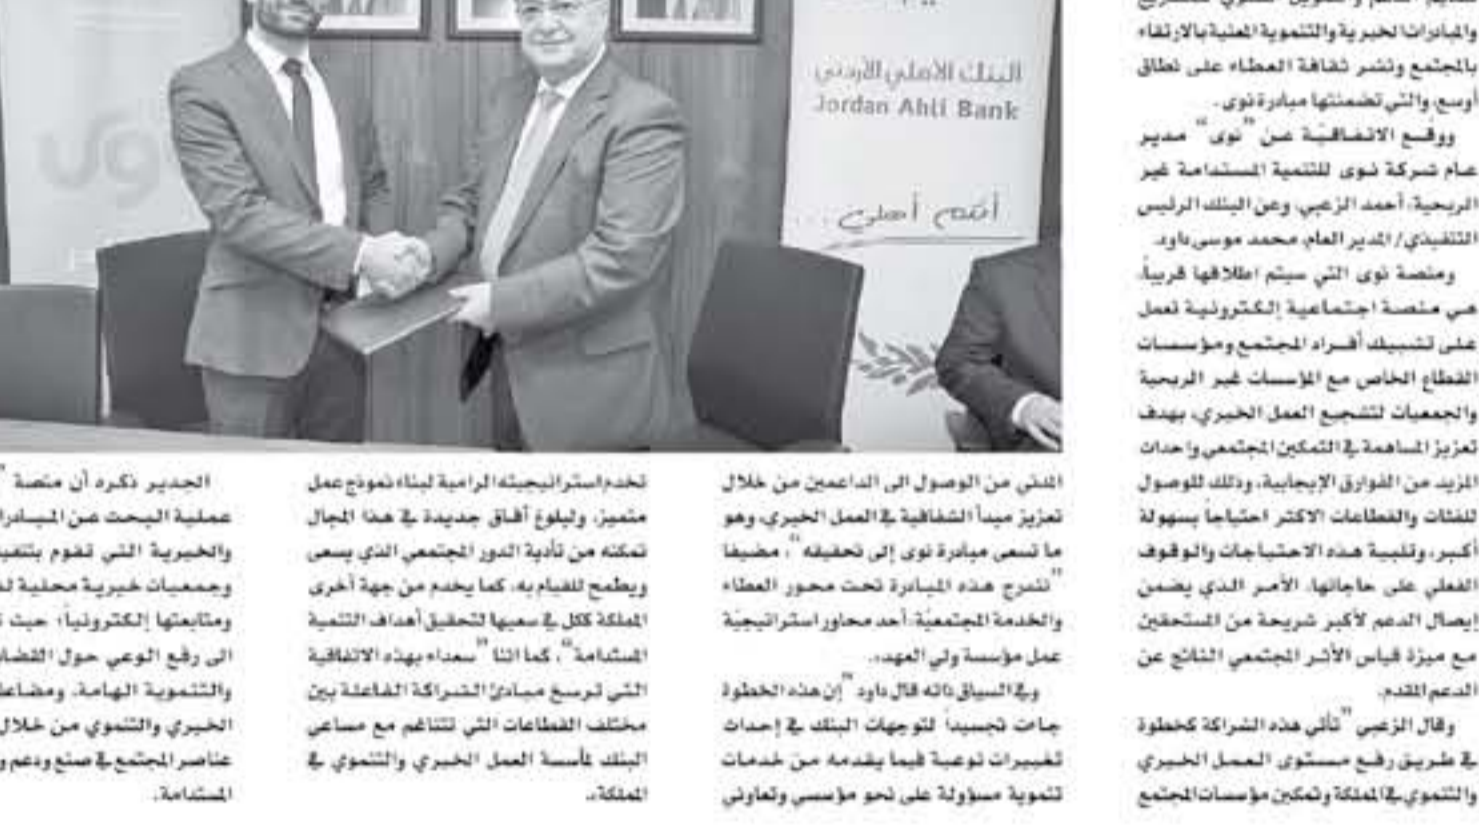 البنك الأهلي الأردني
Jordan Ahli Bank
أنتم أهلي ...
نوى
والمبادرات الخيرية والتنموية المعنية بالارتقاء
بالمجتمع ونشر ثقافة العطاء على نطاق
أوسع، والتي تضمنتها مبادرة نوى.
ووقع الاتفاقيّة عن "نوى" مدير
عام شركة نوى للتنمية المستدامة غير
الربحية، أحمد الزعبي، وعن البنك الرئيس
التنفيذي/ المدير العام، محمد موسى داود.
ومنصة نوى التي سيتم اطلاقها قريباً،
هي منصة اجتماعية إلكترونية تعمل
على تشبيك أفراد المجتمع ومؤسسات
القطاع الخاص مع المؤسسات غير الربحية
والجمعيات لتشجيع العمل الخيري، بهدف
تعزيز المساهمة في التمكين المجتمعي واحداث
المزيد من الفوارق الإيجابية، وذلك للوصول
للفئات والقطاعات الاكثر احتياجاً بسهولة
أكبر، وتلبية هذه الاحتياجات والوقوف
الفعلي على حاجاتها، الأمر الذي يضمن
إيصال الدعم لأكبر شريحة من المستحقين
مع ميزة قياس الأثر المجتمعي الناتج عن
الدعم المقدم.
وقال الزعبي "تأتي هذه الشراكة كخطوة
في طريق رفع مستوى العمل الخيري
والتنموي في المملكة وتمكين مؤسسات المجتمع
المدني من الوصول الى الداعمين من خلال
تعزيز مبدأ الشفافية في العمل الخيري، وهو
ما تسعى مبادرة نوى إلى تحقيقه"، مضيفا
"تندرج هذه المبادرة تحت محور العطاء
والخدمة المجتمعيّة، أحد محاور استراتيجيّة
عمل مؤسسة ولي العهد».
وفي السياق ذاته قال داود "إن هذه الخطوة
جاءت تجسيداً لتوجهات البنك في إحداث
تغييرات نوعية فيما يقدمه من خدمات
تنموية مسؤولة على نحو مؤسسي وتعاوني
تخدم استراتيجيته الرامية لبناء نموذج عمل
متميز، وليلوغ أفاق جديدة في هذا المجال
تمكنه من تأدية الدور المجتمعي الذي يسعى
ويطمح للقيام به، كما يخدم من جهة أخرى
المملكة ككل في سعيها لتحقيق أهداف التنمية
المستدامة"، كما اننا "سعداء بهذه الاتفاقية
التي ترسخ مبادئ الشراكة الفاعلة بين
مختلف القطاعات التي تتناغم مع مساعي
البنك لمأسسة العمل الخيري والتنموي في
المملكة».
الجدير ذكره أن منصة "
عملية البحث عن المبادرا
والخيرية التي تقوم بتنفيذ
وجمعيات خيرية محلية
ومتابعتها إلكترونياً؛ حيث
الى رفع الوعي حول القضا
والتنموية الهامة، ومضاعف
الخيري والتنموي من خلال
عناصر المجتمع في صنع ودعم و
المستدامة.